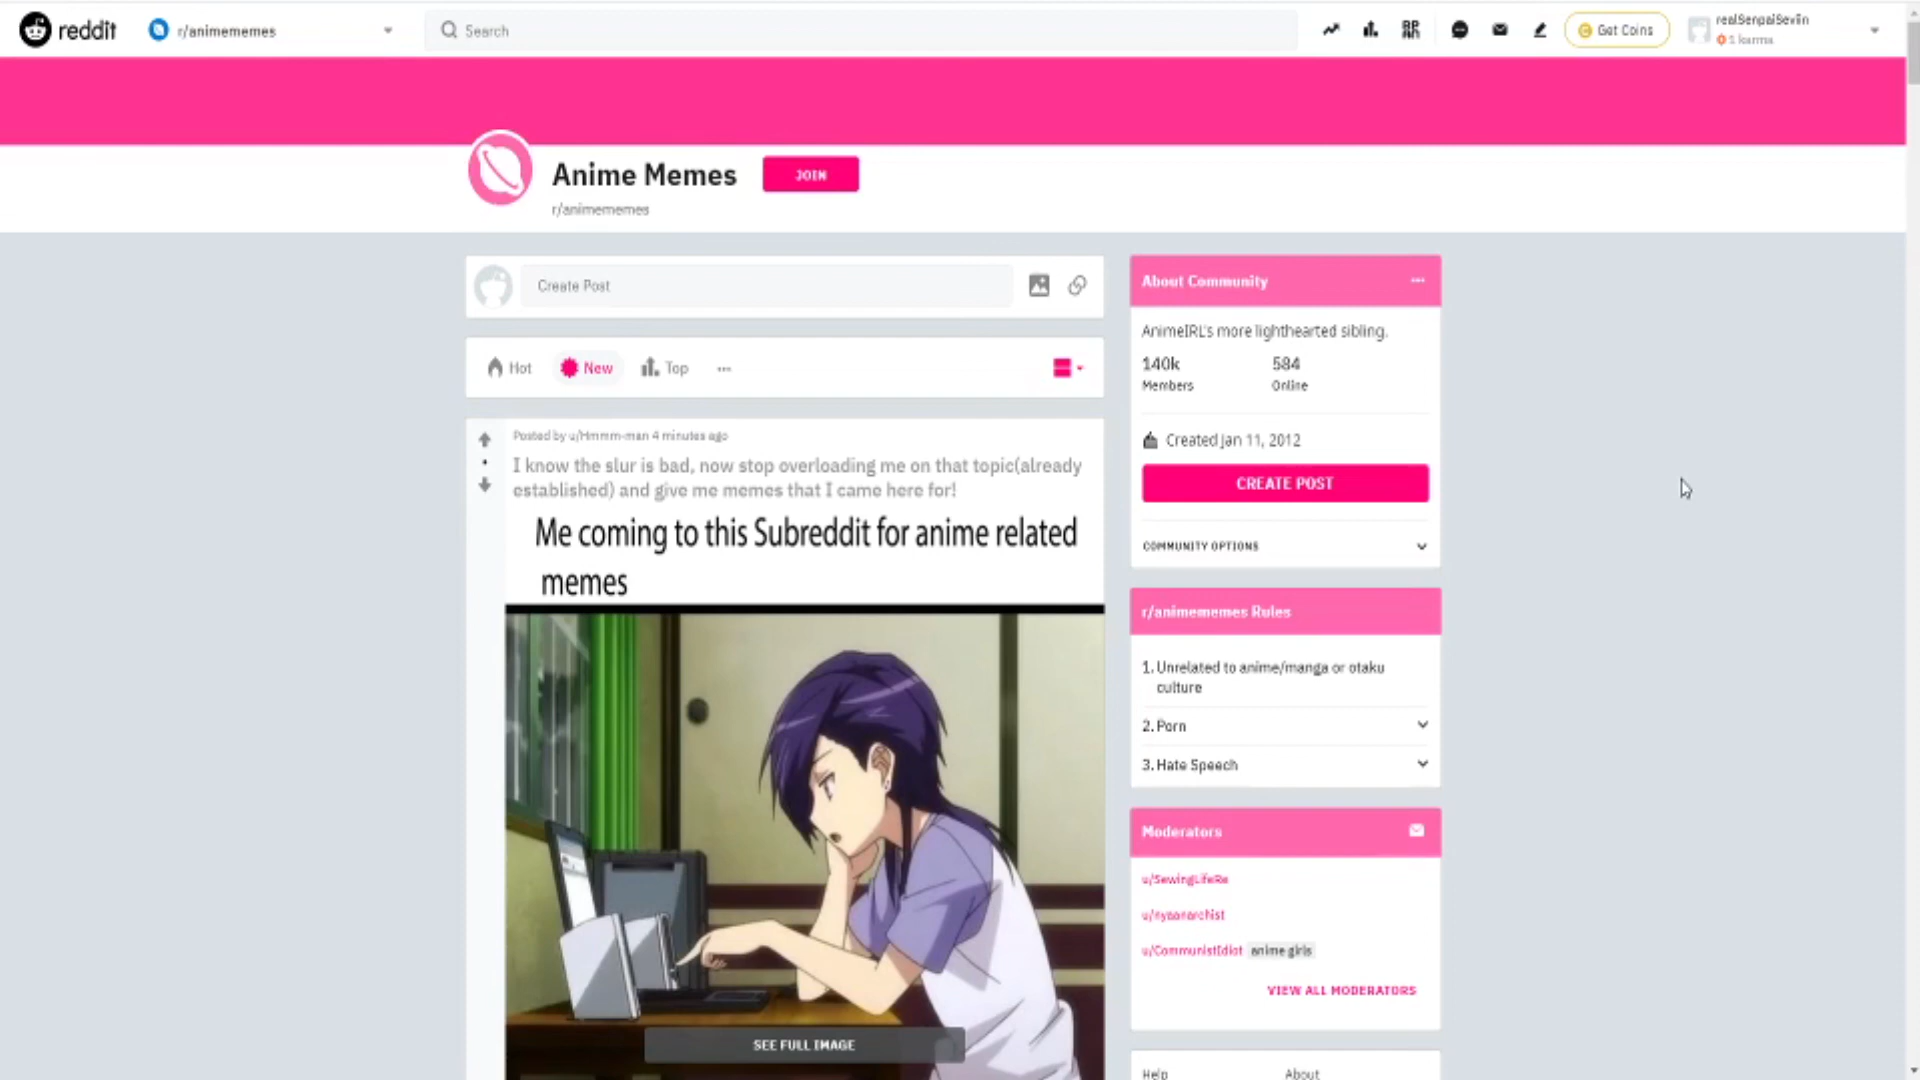 reddit
r/animememes
Search
Get Coins
realSenpaiSevlin
1 karma
Anime Memes
JOIN
r/animememes
Create Post
Hot
New
Top
Posted by u/Hmmm-man 4 minutes ago
I know the slur is bad, now stop overloading me on that topic(already
established) and give me memes that I came here for!
Me coming to this Subreddit for anime related
memes
SEE FULL IMAGE
About Community
AnimeIRL's more lighthearted sibling.
140k
584
Members
Online
Created Jan 11, 2012
CREATE POST
COMMUNITY OPTIONS
r/animememes Rules
1. Unrelated to anime/manga or otaku
culture
2. Porn
3. Hate Speech
Moderators
u/SewingLifeRe
u/nyaanarchist
u/CommunistIdiot anime girls
VIEW ALL MODERATORS
Help
About